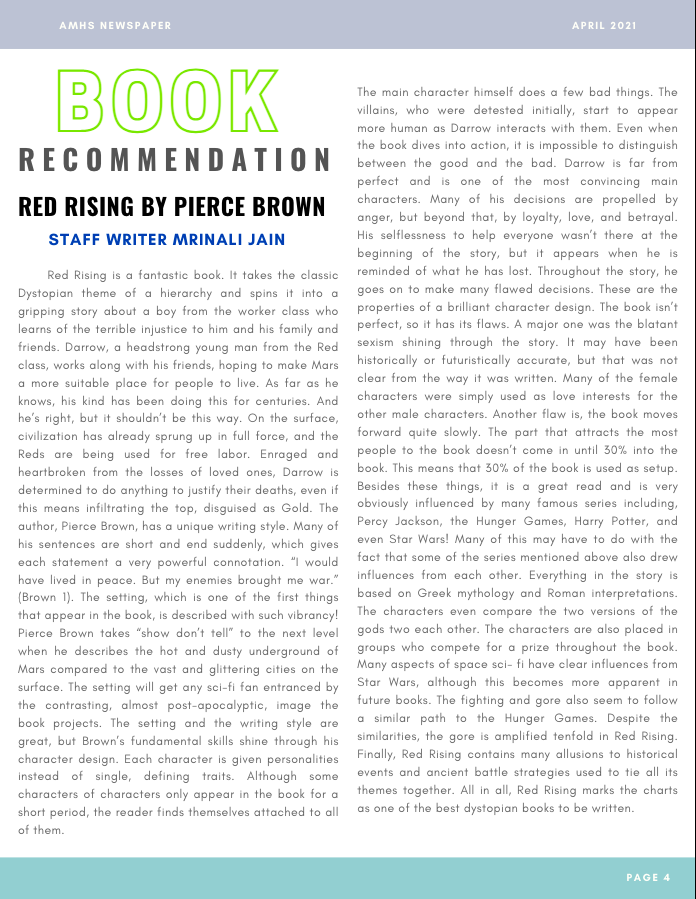 AMHS NEWSPAPER
APRIL 2021
BOOK
RECOMMENDATION
RED RISING BY PIERCE BROWN
STAFF WRITER MRINALI JAIN
Red Rising is a fantastic book. It takes the classic
Dystopian theme of a hierarchy and spins it into a
gripping story about a boy from the worker class who
learns of the terrible injustice to him and his family and
friends. Darrow, a headstrong young man from the Red
class, works along with his friends, hoping to make Mars
a more suitable place for people to live. As far as he
knows, his kind has been doing this for centuries. And
he's right, but it shouldn't be this way. On the surface,
civilization has already sprung up in full force, and the
Reds are being used for free labor. Enraged and
heartbroken from the losses of loved ones, Darrow is
determined to do anything to justify their deaths, even if
this means infiltrating the top, disguised as Gold. The
author, Pierce Brown, has a unique writing style. Many of
his sentences are short and end suddenly, which gives
each statement a very powerful connotation. "I would
have lived in peace. But my enemies brought me war."
(Brown 1). The setting, which is one of the first things
that appear in the book, is described with such vibrancy!
Pierce Brown takes "show don't tell" to the next level
when he describes the hot and dusty underground of
Mars compared to the vast and glittering cities on the
surface. The setting will get any sci-fi fan entranced by
the contrasting, almost post-apocalyptic, image the
book projects. The setting and the writing style are
great, but Brown's fundamental skills shine through his
character design. Each character is given personalities
instead of single, defining traits. Although some
characters of characters only appear in the book for a
short period, the reader finds themselves attached to all
of them.
The main character himself does a few bad things. The
villains, who were detested initially, start to appear
more human as Darrow interacts with them. Even when
the book dives into action, it is impossible to distinguish
between the good and the bad. Darrow is far from
perfect and is one of the most convincing main
characters. Many of his decisions are propelled by
anger, but beyond that, by loyalty, love, and betrayal.
His selflessness to help everyone wasn't there at the
beginning of the story, but it appears when he is
reminded of what he has lost. Throughout the story, he
goes on to make many flawed decisions. These are the
properties of a brilliant character design. The book isn't
perfect, so it has its flaws. A major one was the blatant
sexism shining through the story. It may have been
historically or futuristically accurate, but that was not
clear from the way it was written. Many of the female
characters were simply used as love interests for the
other male characters. Another flaw is, the book moves
forward quite slowly. The part that attracts the most
people to the book doesn't come in until 30% into the
book. This means that 30% of the book is used as setup.
Besides these things, it is a great read and is very
obviously influenced by many famous series including,
Percy Jackson, the Hunger Games, Harry Potter, and
even Star Wars! Many of this may have to do with the
fact that some of the series mentioned above also drew
influences from each other. Everything in the story is
based on Greek mythology and Roman interpretations.
The characters even compare the two versions of the
gods two each other. The characters are also placed in
groups who compete for a prize throughout the book.
Many aspects of space sci- fi have clear influences from
Star Wars, although this becomes more apparent in
future books. The fighting and gore also seem to follow
a similar path to the Hunger Games. Despite the
similarities, the gore is amplified tenfold in Red Rising.
Finally, Red Rising contains many allusions to historical
events and ancient battle strategies used to tie all its
themes together. All in all, Red Rising marks the charts
as one of the best dystopian books to be written.
PAGE 4